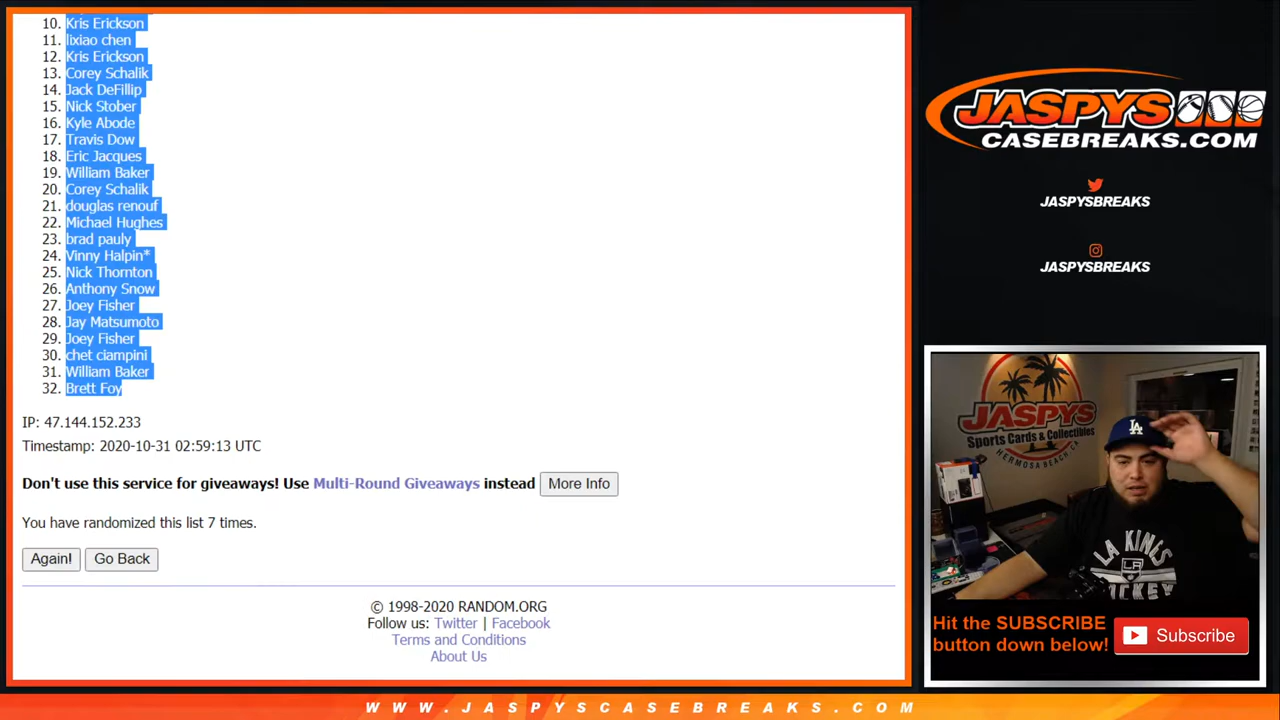 10. Kris Erickson
11. lixiao chen
12. Kris Erickson
13. Corey Schalik
14. Jack DeFillip
15. Nick Stober
16. Kyle Abode
17. Travis Dow
18. Eric Jacques
19. William Baker
20. Corey Schalik
21. douglas renouf
22. Michael Hughes
23. brad pauly
24. Vinny Halpin*
25. Nick Thornton
26. Anthony Snow
27. Joey Fisher
28. Jay Matsumoto
29. Joey Fisher
30. chet ciampini
31. William Baker
32. Brett Foy
IP: 47.144.152.233
Timestamp: 2020-10-31 02:59:13 UTC
Don't use this service for giveaways! Use Multi-Round Giveaways instead More Info
You have randomized this list 7 times.
Again! Go Back
© 1998-2020 RANDOM.ORG
Follow us: Twitter | Facebook
Terms and Conditions
About Us
JASPYS
CASEBREAKS.COM
JASPYSBREAKS
JASPYSBREAKS
JASPYS
Sports Cards & Collectibles
HERMOSA BEACH CA
LA
LA KINGS
LA
HOCKEY
Hit the SUBSCRIBE
button down below!
Subscribe
WWW.JASPYSCASEBREAKS.COM